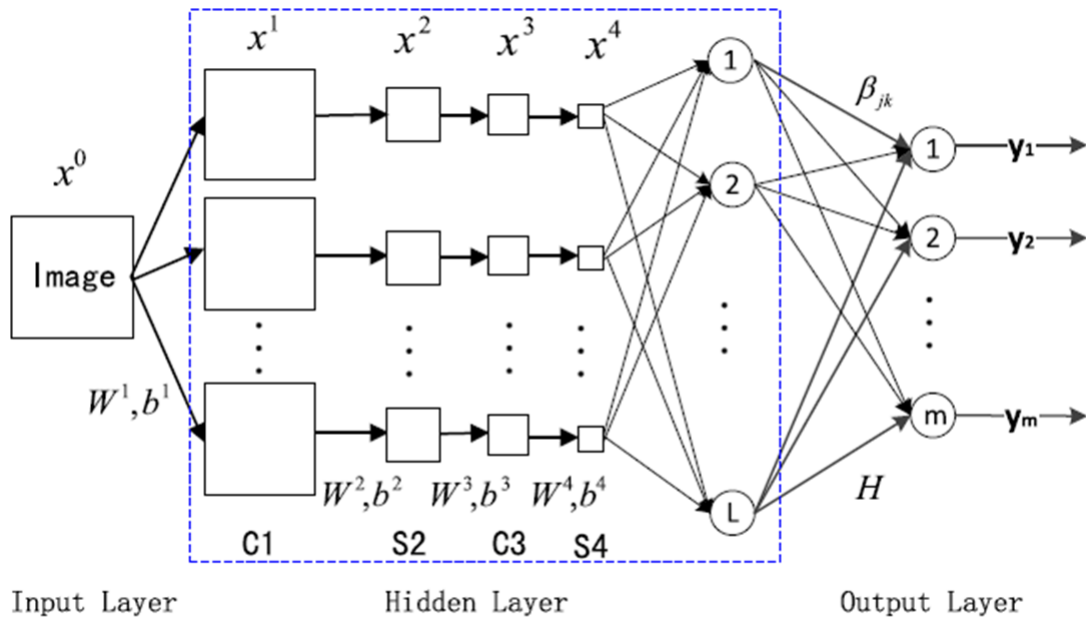 x¹ x² x³ x⁴
1
β_jk
x⁰
1 y₁
2
Image
2 y₂
W¹,b¹
m yₘ
W²,b² W³,b³ W⁴,b⁴
H
L
C1 S2 C3 S4
Input Layer Hidden Layer Output Layer